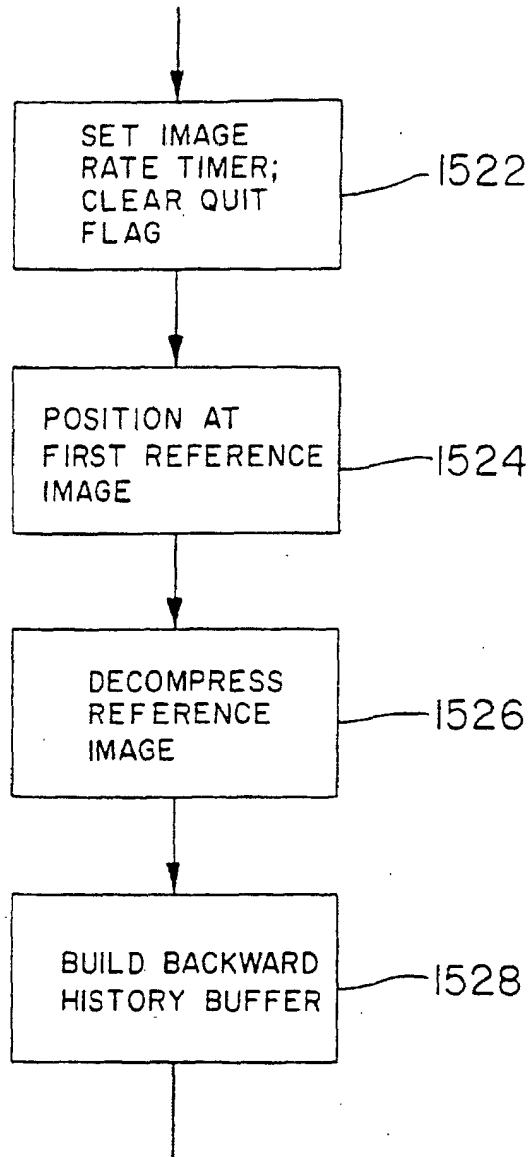 SET IMAGE
RATE TIMER;
CLEAR QUIT
FLAG
1522
POSITION AT
FIRST REFERENCE
IMAGE
1524
DECOMPRESS
REFERENCE
IMAGE
1526
BUILD BACKWARD
HISTORY BUFFER
1528